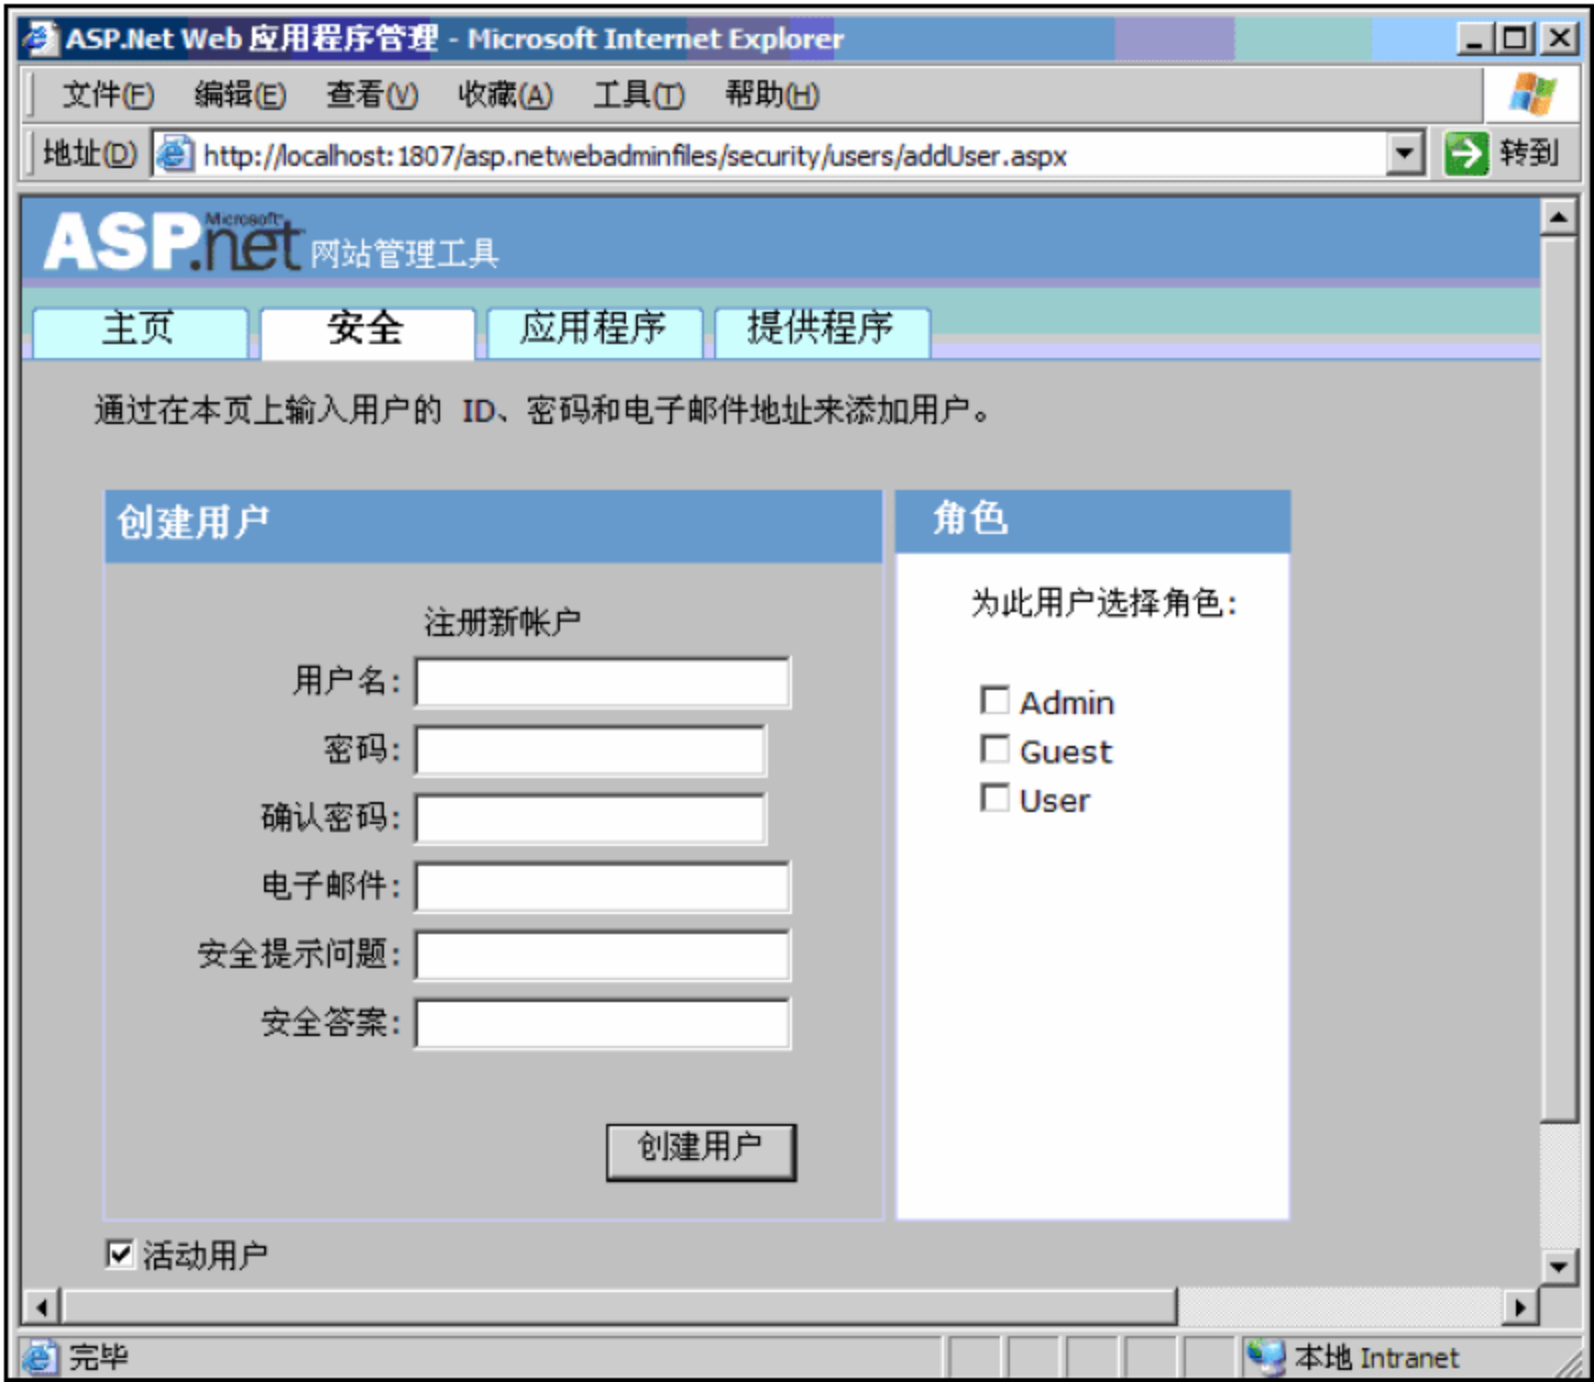 ASP.Net Web 应用程序管理 - Microsoft Internet Explorer
文件(F) 编辑(E) 查看(V) 收藏(A) 工具(T) 帮助(H)
地址(D) http://localhost:1807/asp.netwebadminfiles/security/users/addUser.aspx 转到
Microsoft
ASP.net 网站管理工具
主页 安全 应用程序 提供程序
通过在本页上输入用户的 ID、密码和电子邮件地址来添加用户。
创建用户
注册新帐户
用户名:
密码:
确认密码:
电子邮件:
安全提示问题:
安全答案:
创建用户
角色
为此用户选择角色:
Admin
Guest
User
活动用户
完毕 本地 Intranet